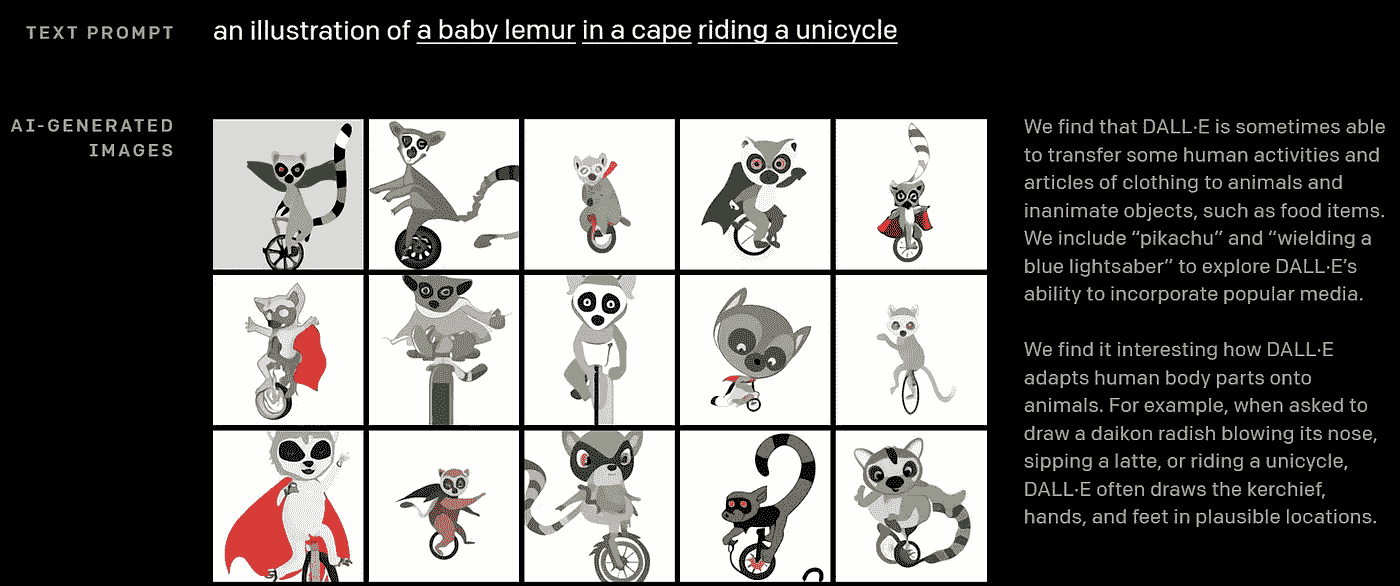 TEXT PROMPT
an illustration of a baby lemur in a cape riding a unicycle
AI-GENERATED
IMAGES
We find that DALL·E is sometimes able
to transfer some human activities and
articles of clothing to animals and
inanimate objects, such as food items.
We include “pikachu” and “wielding a
blue lightsaber” to explore DALL·E’s
ability to incorporate popular media.
We find it interesting how DALL·E
adapts human body parts onto
animals. For example, when asked to
draw a daikon radish blowing its nose,
sipping a latte, or riding a unicycle,
DALL·E often draws the kerchief,
hands, and feet in plausible locations.